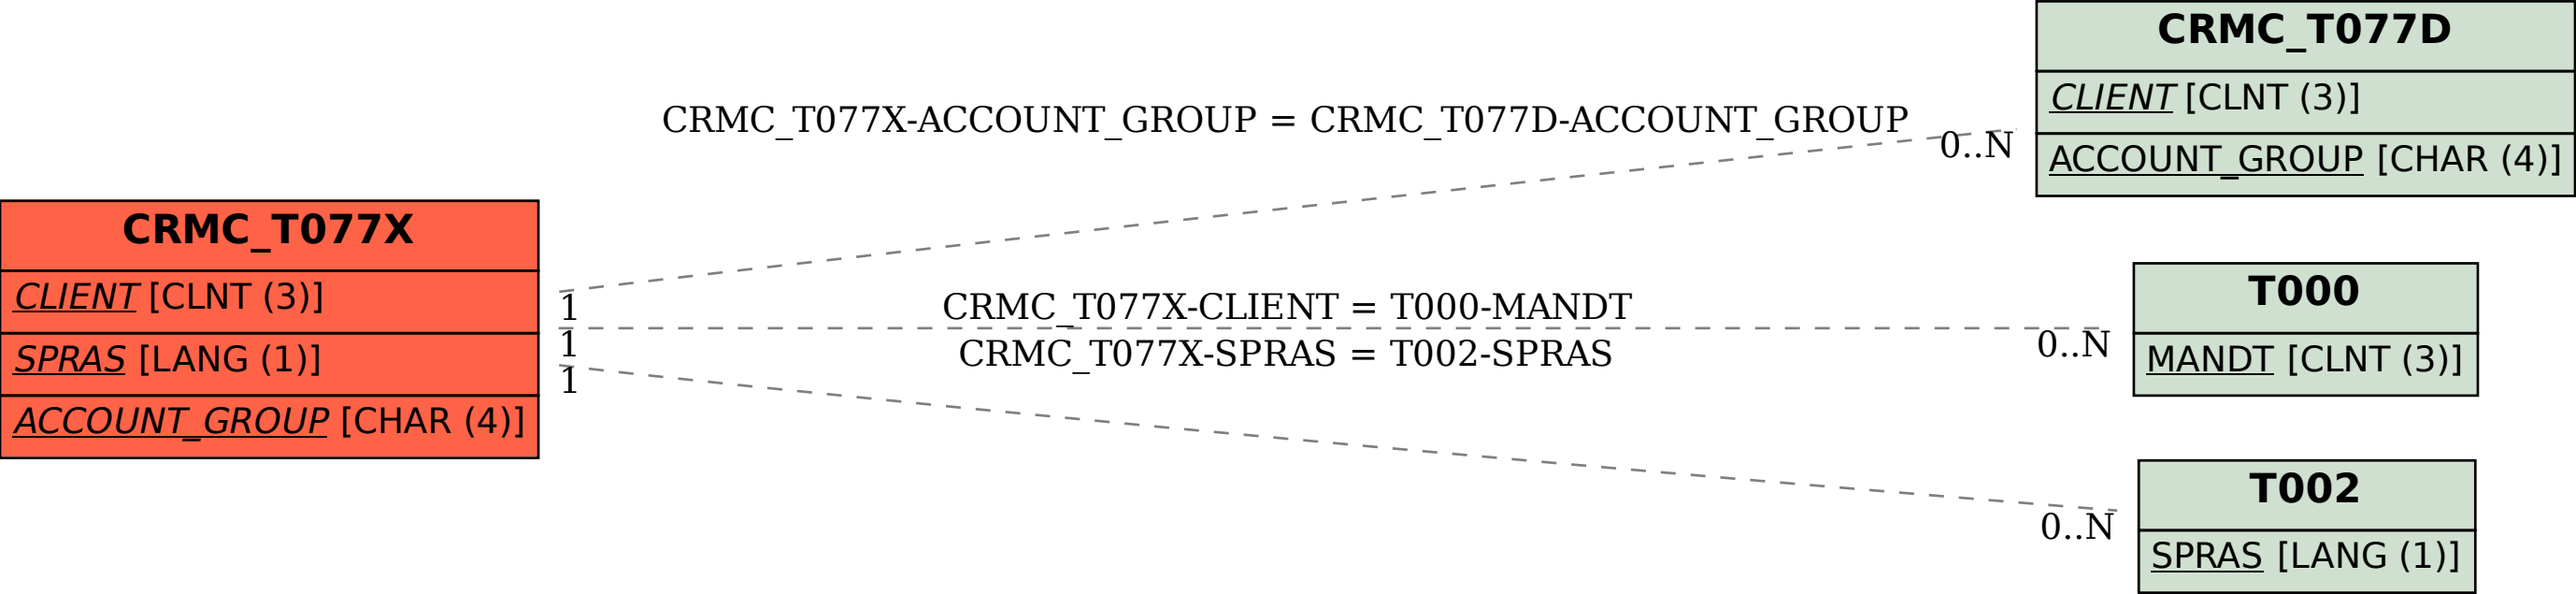 CRMC_T077X
CLIENT [CLNT (3)]
SPRAS [LANG (1)]
ACCOUNT_GROUP [CHAR (4)]
CRMC_T077X-ACCOUNT_GROUP = CRMC_T077D-ACCOUNT_GROUP
0..N
1
CRMC_T077X-CLIENT = T000-MANDT
1
0..N
CRMC_T077X-SPRAS = T002-SPRAS
1
0..N
CRMC_T077D
CLIENT [CLNT (3)]
ACCOUNT_GROUP [CHAR (4)]
T000
MANDT [CLNT (3)]
T002
SPRAS [LANG (1)]